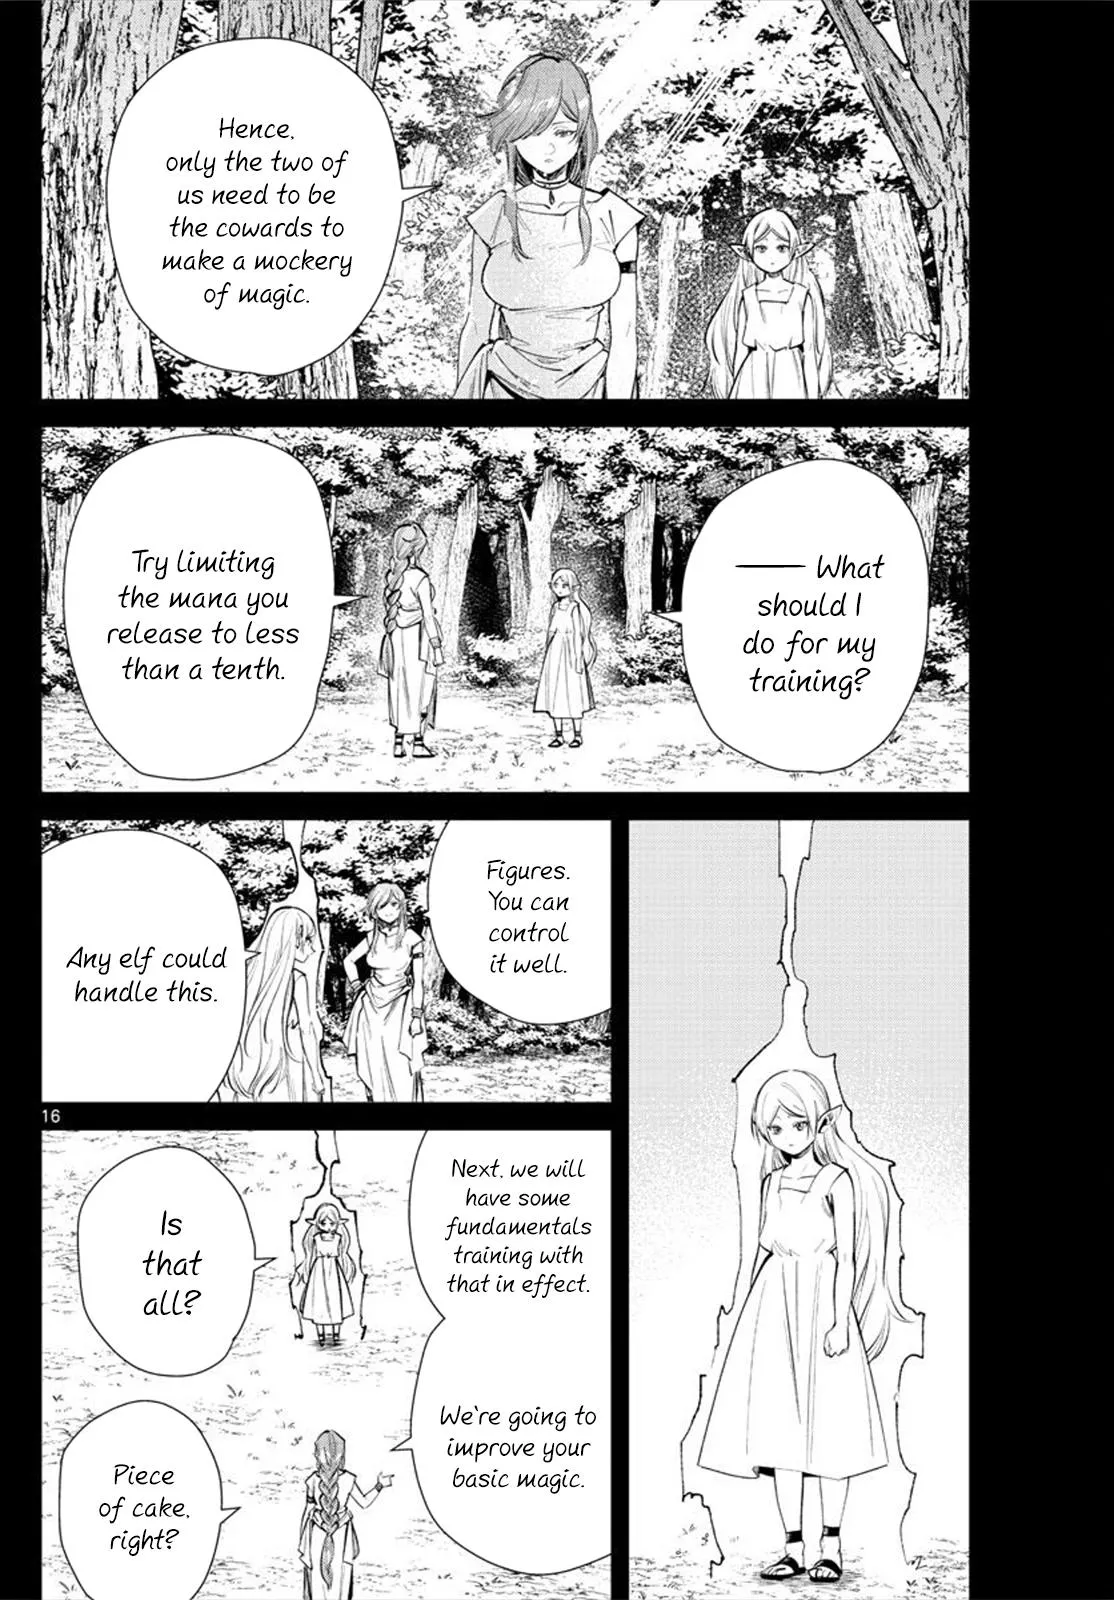 Hence,
only the two of
us need to be
the cowards to
make a mockery
of magic.
—— What
should I
do for my
training?
Try limiting
the mana you
release to less
than a tenth.
Figures.
You can
control
it well.
Any elf could
handle this.
16
Next, we will
have some
fundamentals
training with
that in effect.
Is
that
all?
We're going to
improve your
basic magic.
Piece
of cake,
right?